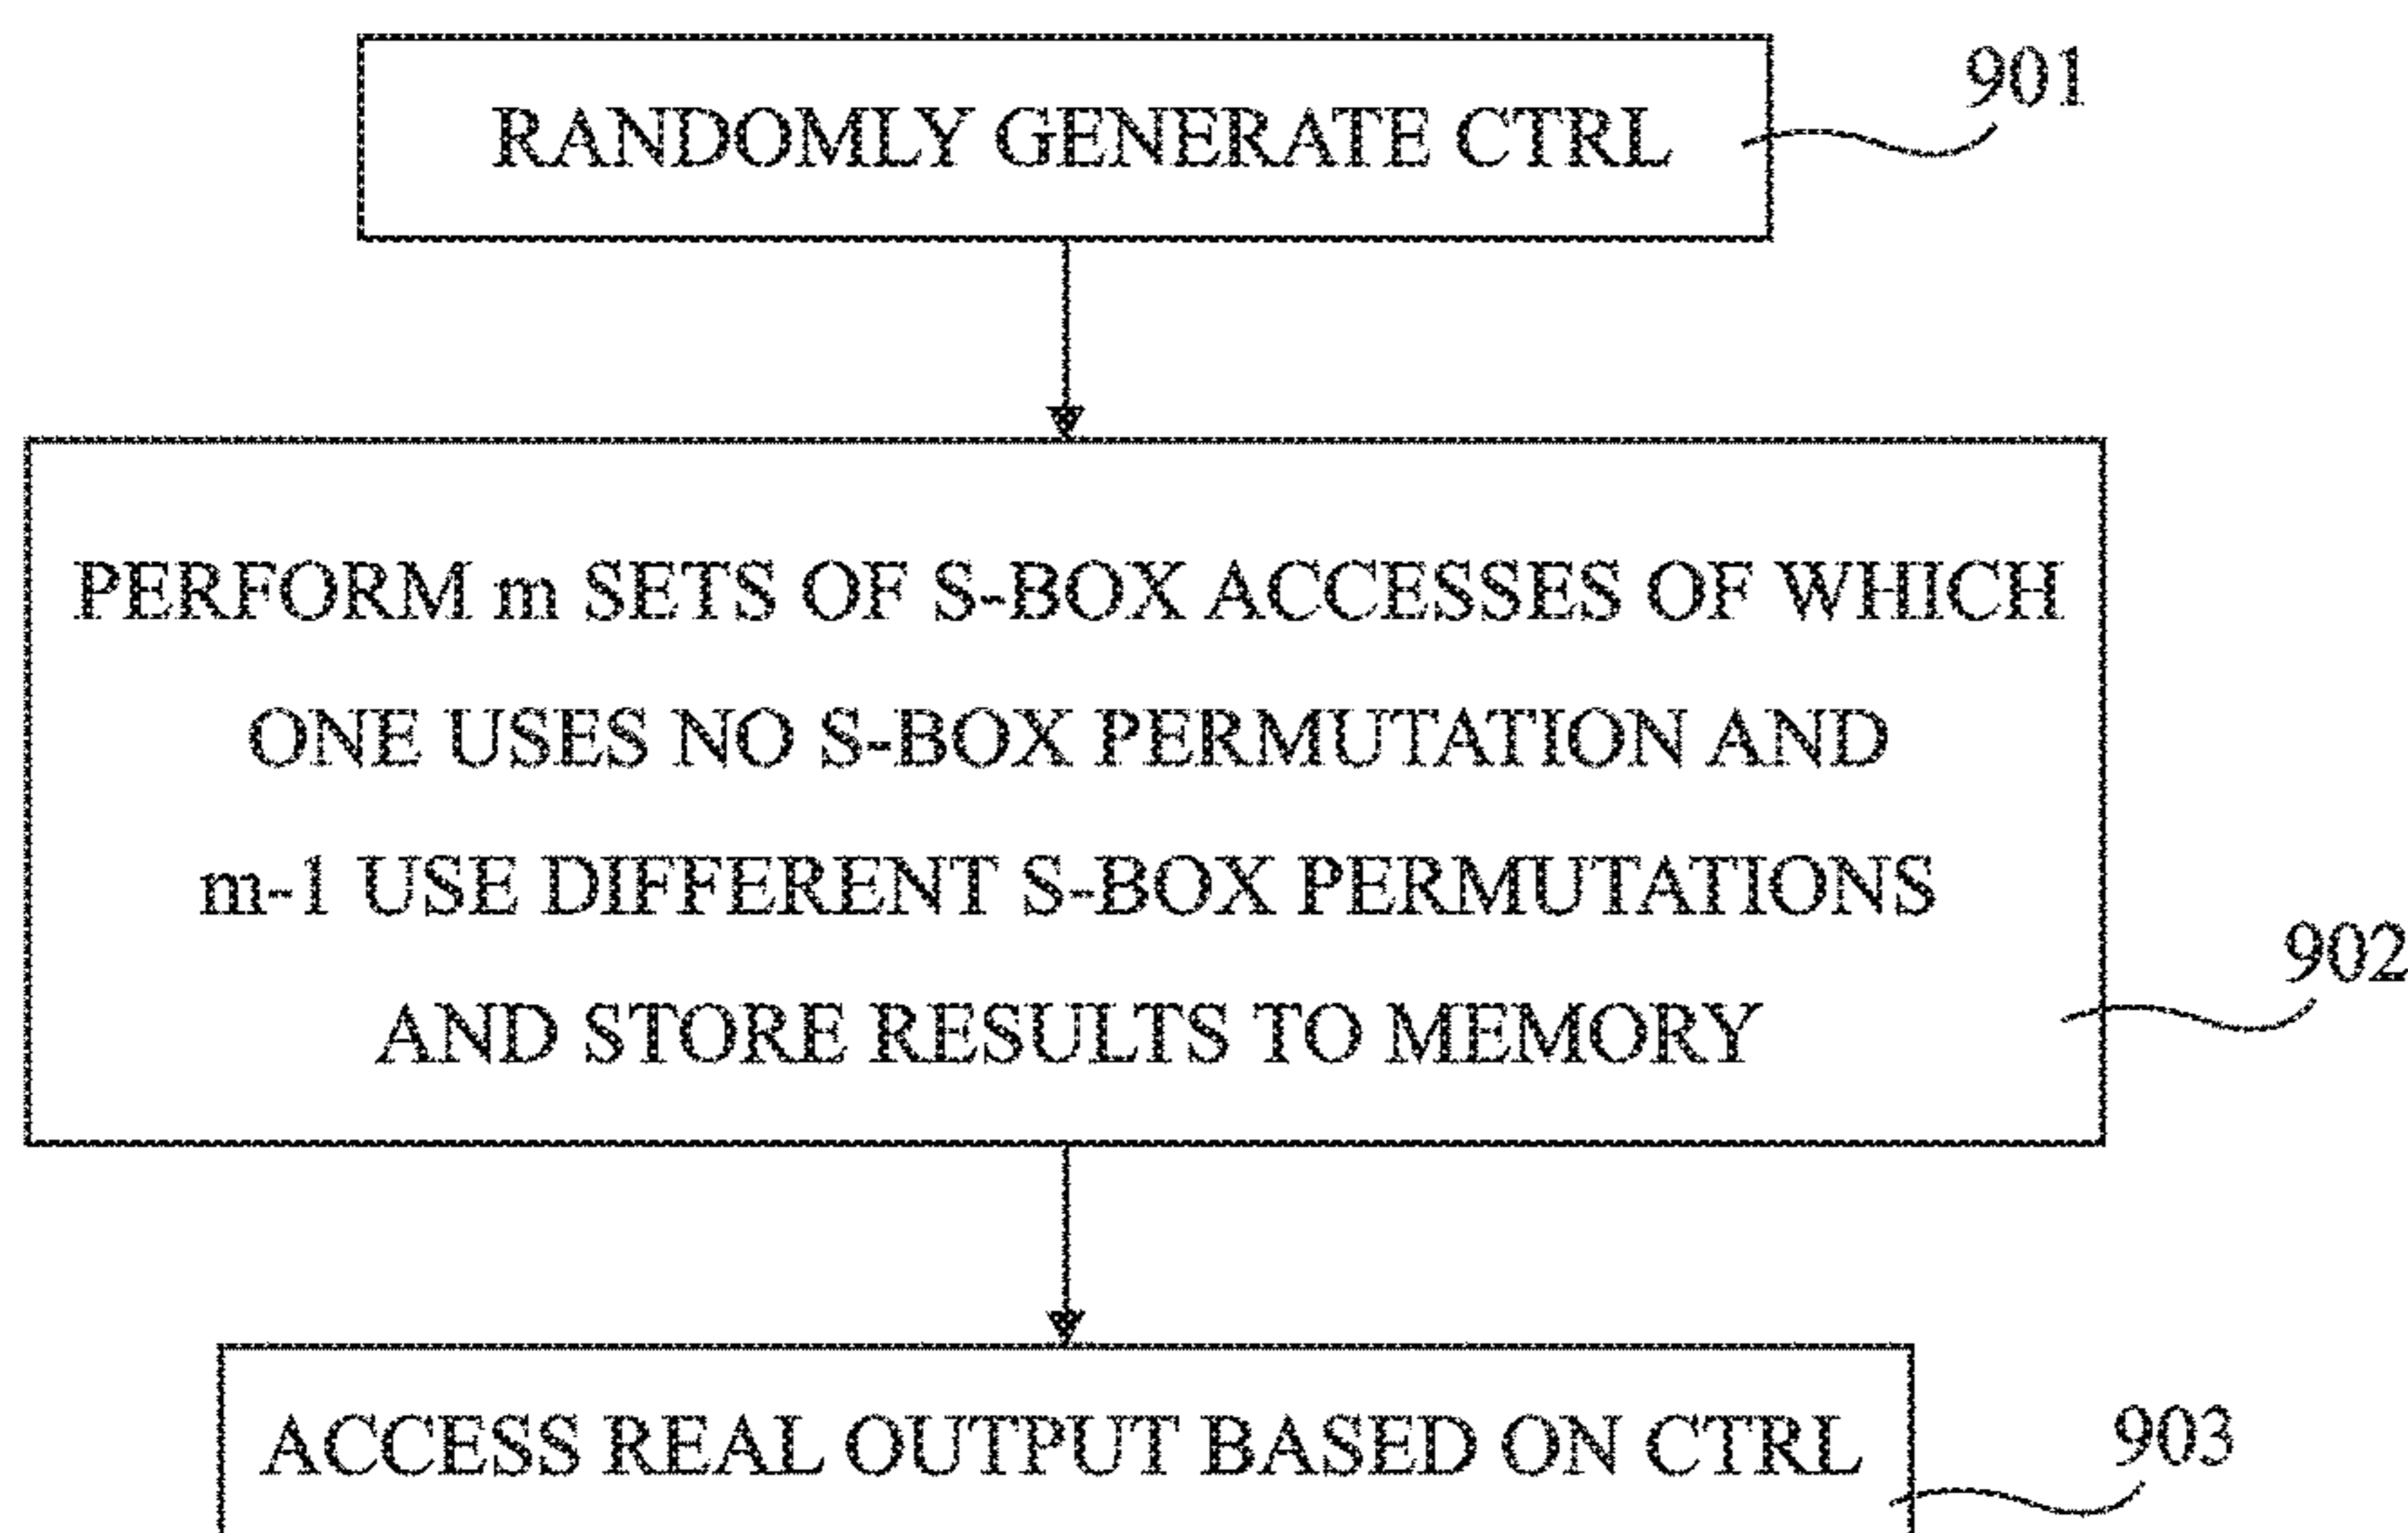 RANDOMLY GENERATE CTRL
901
PERFORM m SETS OF S-BOX ACCESSES OF WHICH
ONE USES NO S-BOX PERMUTATION AND
m-1 USE DIFFERENT S-BOX PERMUTATIONS
AND STORE RESULTS TO MEMORY
902
ACCESS REAL OUTPUT BASED ON CTRL
903